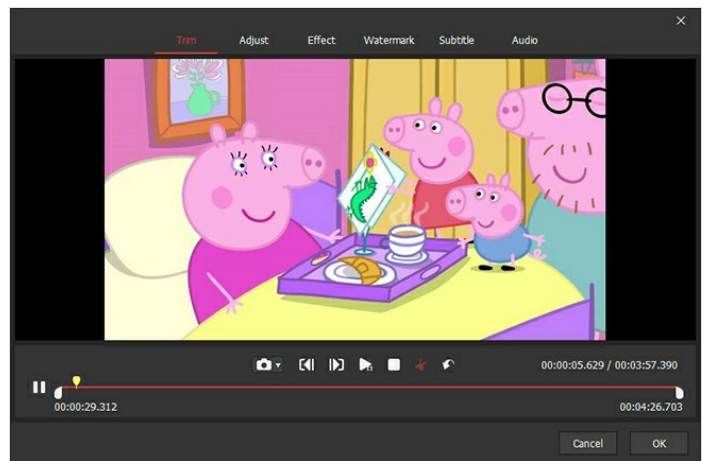 Trim Adjust Effect Watermark Subtitle Audio
00:00:05.629 / 00:03:57.390
00:00:29.312 00:04:26.703
Cancel OK